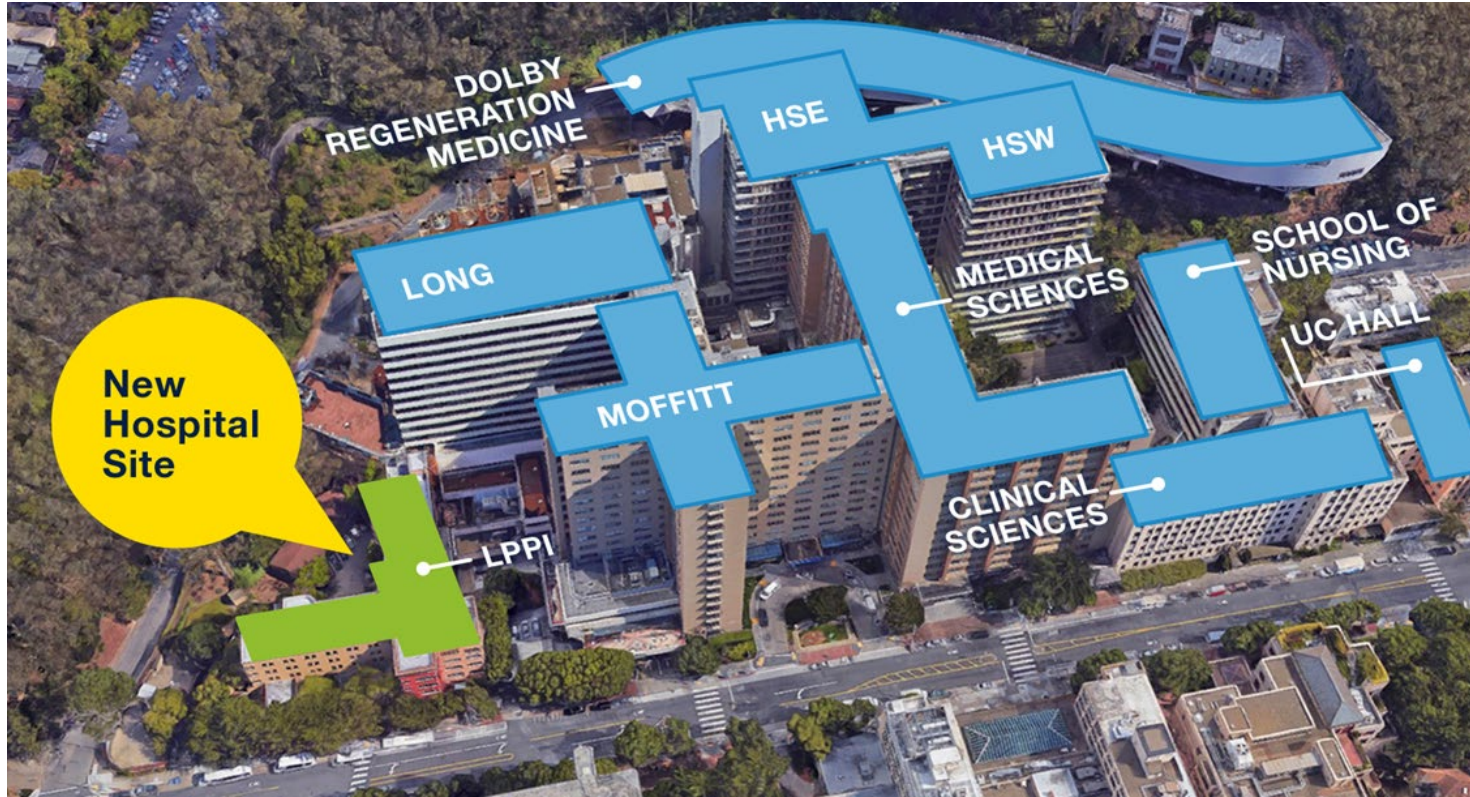 DOLBY
REGENERATION
MEDICINE
HSE
HSW
LONG
MEDICAL
SCIENCES
SCHOOL OF
NURSING
UC HALL
New
Hospital
Site
MOFFITT
CLINICAL
SCIENCES
LPPI